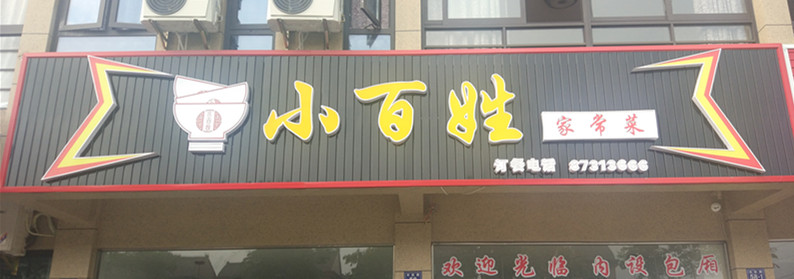 小百姓
家常菜
订餐电话 87313666
欢迎光临 内设包厢